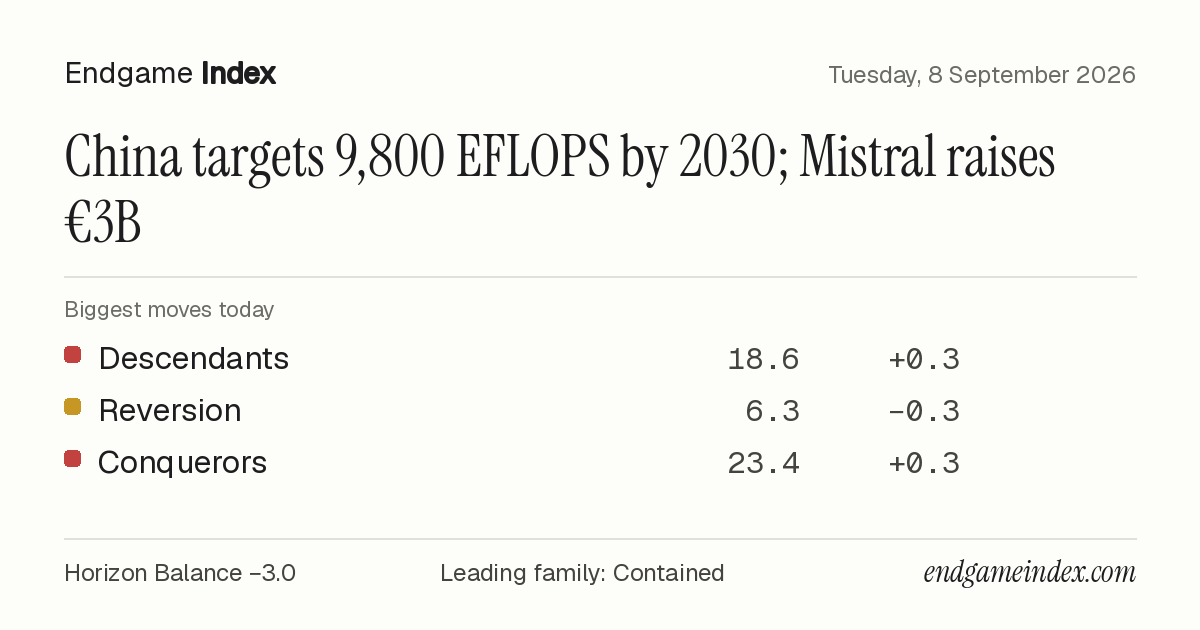 Endgame Index
Tuesday, 8 September 2026
China targets 9,800 EFLOPS by 2030; Mistral raises
€3B
Biggest moves today
Descendants 18.6 +0.3
Reversion 6.3 −0.3
Conquerors 23.4 +0.3
Horizon Balance −3.0
Leading family: Contained
endgameindex.com